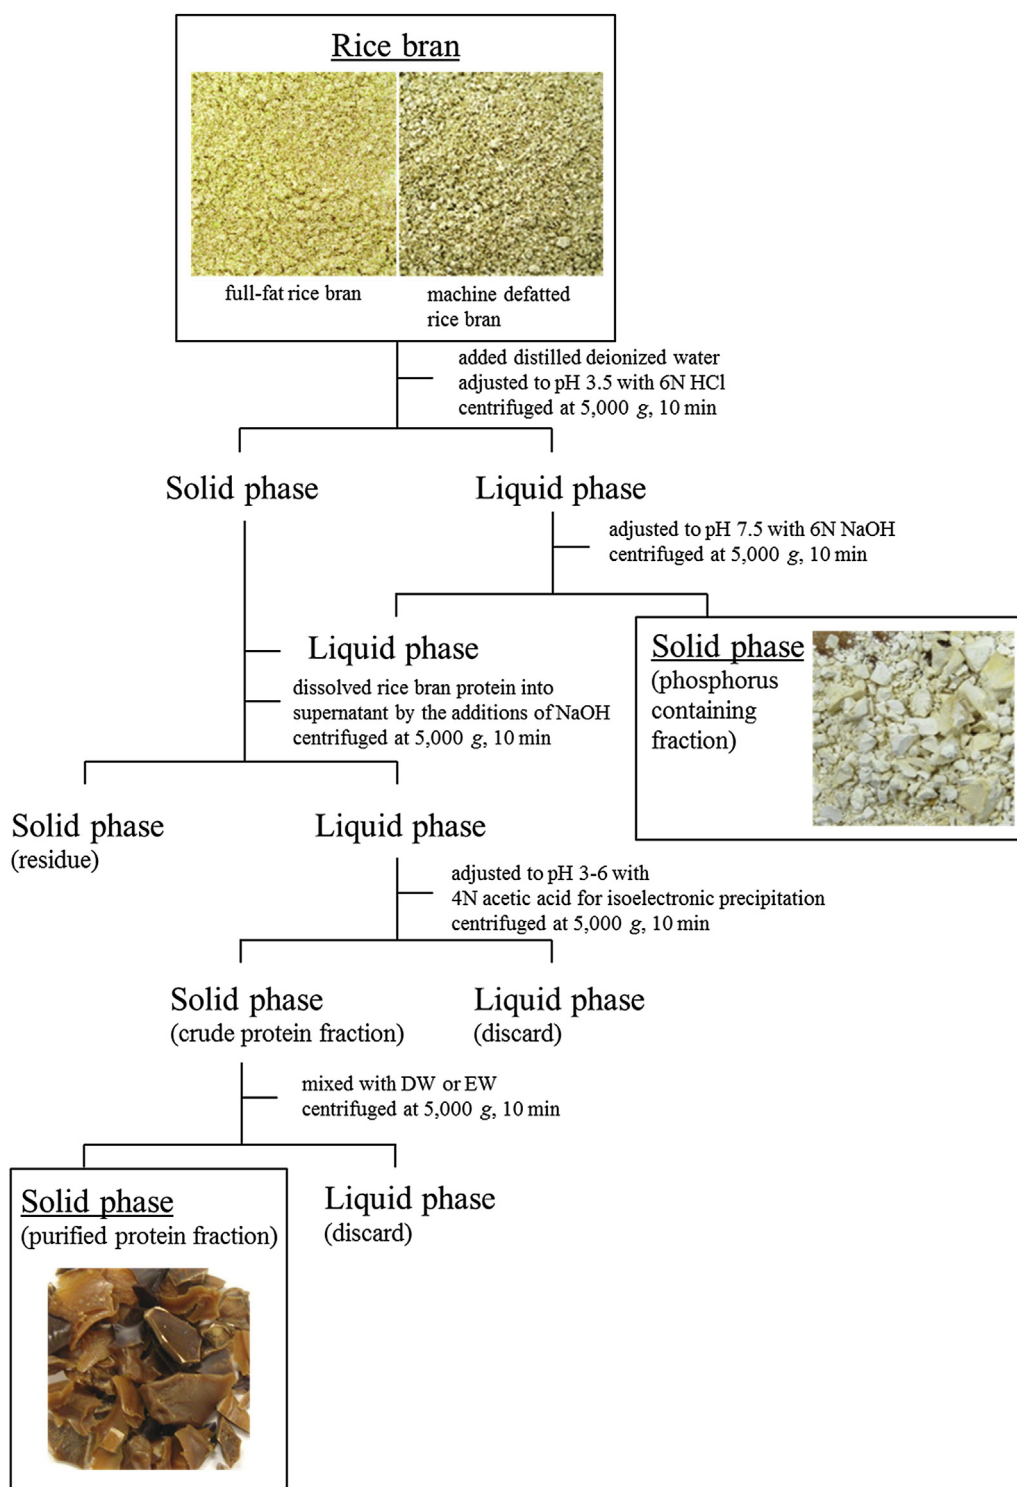 Rice bran
full-fat rice bran
machine defatted
rice bran
added distilled deionized water
adjusted to pH 3.5 with 6N HCl
centrifuged at 5,000 g, 10 min
Solid phase
Liquid phase
adjusted to pH 7.5 with 6N NaOH
centrifuged at 5,000 g, 10 min
Liquid phase
Solid phase
(phosphorus
containing
fraction)
dissolved rice bran protein into
supernatant by the additions of NaOH
centrifuged at 5,000 g, 10 min
Solid phase
(residue)
Liquid phase
adjusted to pH 3-6 with
4N acetic acid for isoelectronic precipitation
centrifuged at 5,000 g, 10 min
Solid phase
(crude protein fraction)
Liquid phase
(discard)
mixed with DW or EW
centrifuged at 5,000 g, 10 min
Solid phase
(purified protein fraction)
Liquid phase
(discard)